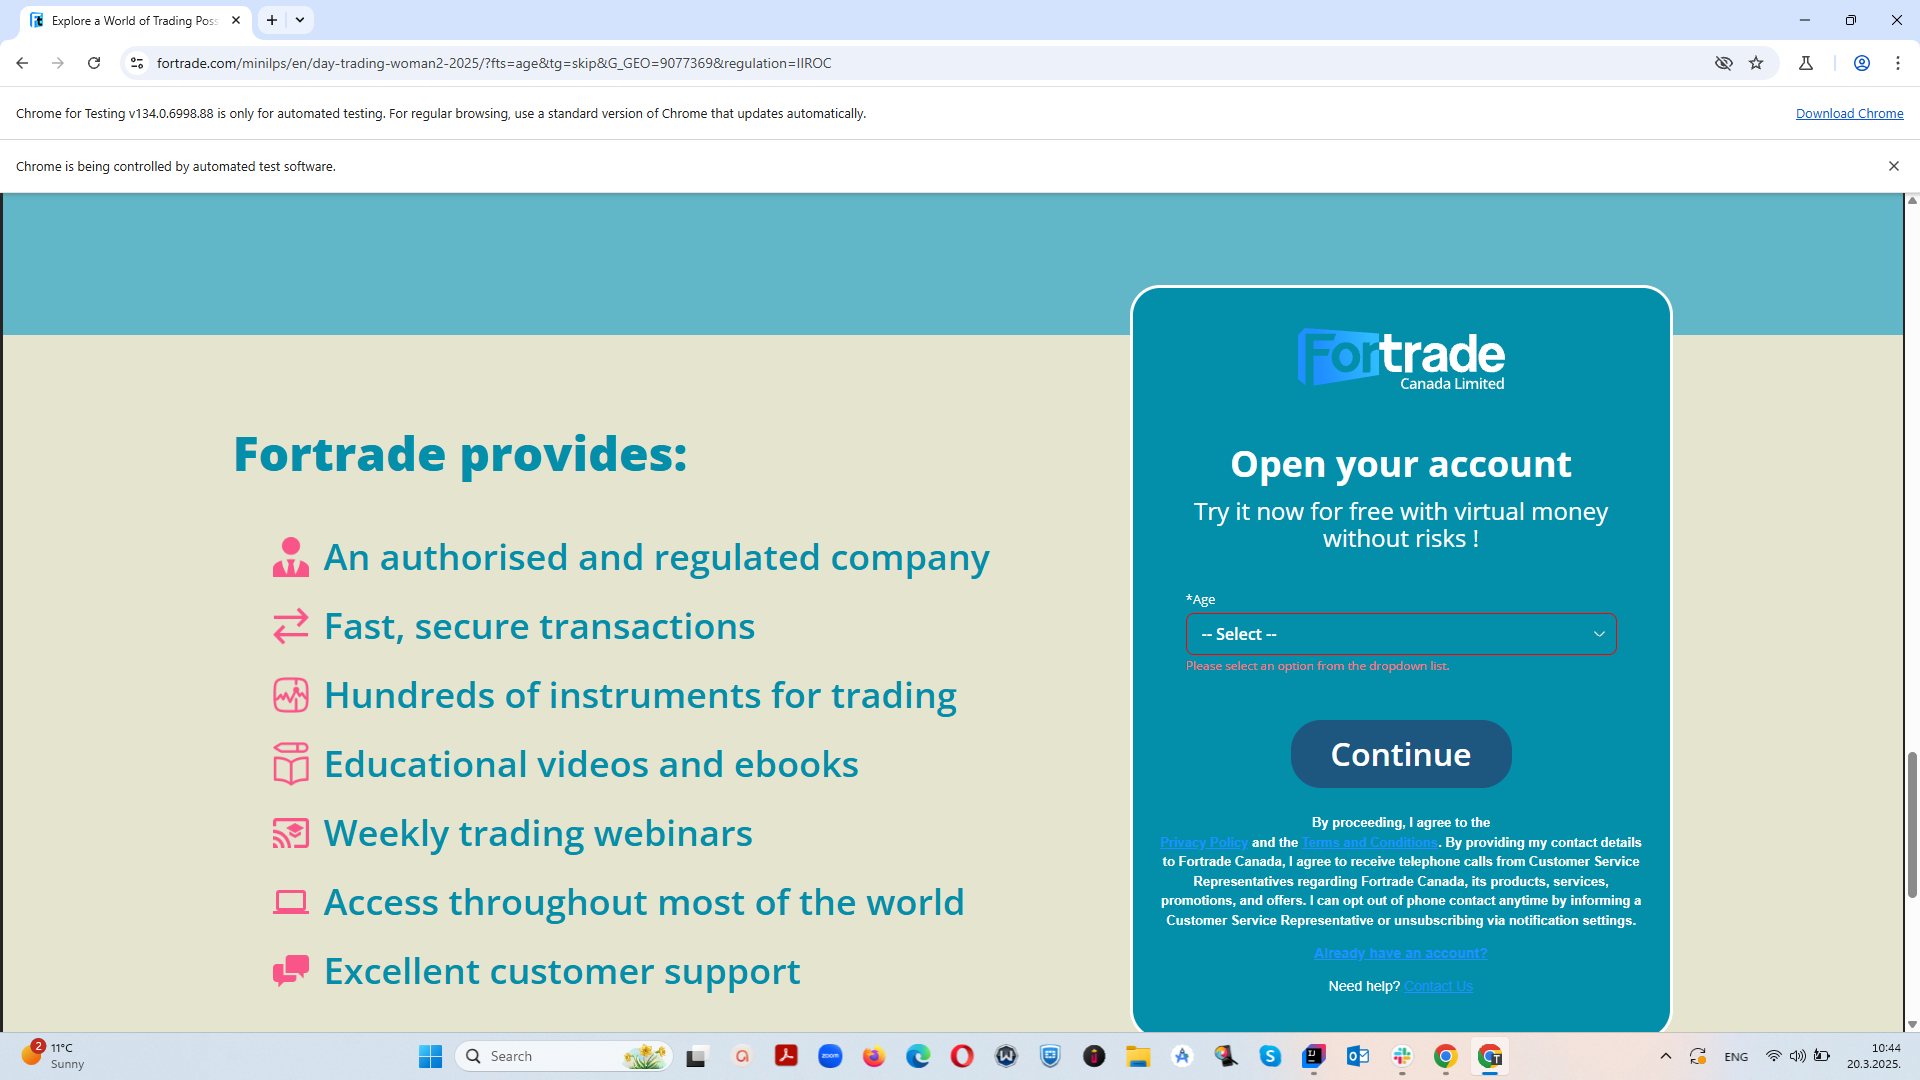 Explore a World of Trading Poss
fortrade.com/minilps/en/day-trading-woman2-2025/?fts=age&tg=skip&G_GEO=9077369&regulation=IIROC
Chrome for Testing v134.0.6998.88 is only for automated testing. For regular browsing, use a standard version of Chrome that updates automatically.
Download Chrome
Chrome is being controlled by automated test software.
Fortrade provides:
An authorised and regulated company
Fast, secure transactions
Hundreds of instruments for trading
Educational videos and ebooks
Weekly trading webinars
Access throughout most of the world
Excellent customer support
Fortrade
Canada Limited
Open your account
Try it now for free with virtual money
without risks !
*Age
-- Select --
Please select an option from the dropdown list.
Continue
By proceeding, I agree to the
Privacy Policy and the Terms and Conditions. By providing my contact details
to Fortrade Canada, I agree to receive telephone calls from Customer Service
Representatives regarding Fortrade Canada, its products, services,
promotions, and offers. I can opt out of phone contact anytime by informing a
Customer Service Representative or unsubscribing via notification settings.
Already have an account?
Need help? Contact Us
2
11°C
Sunny
Search
zoom
ENG
10:44
20.3.2025.